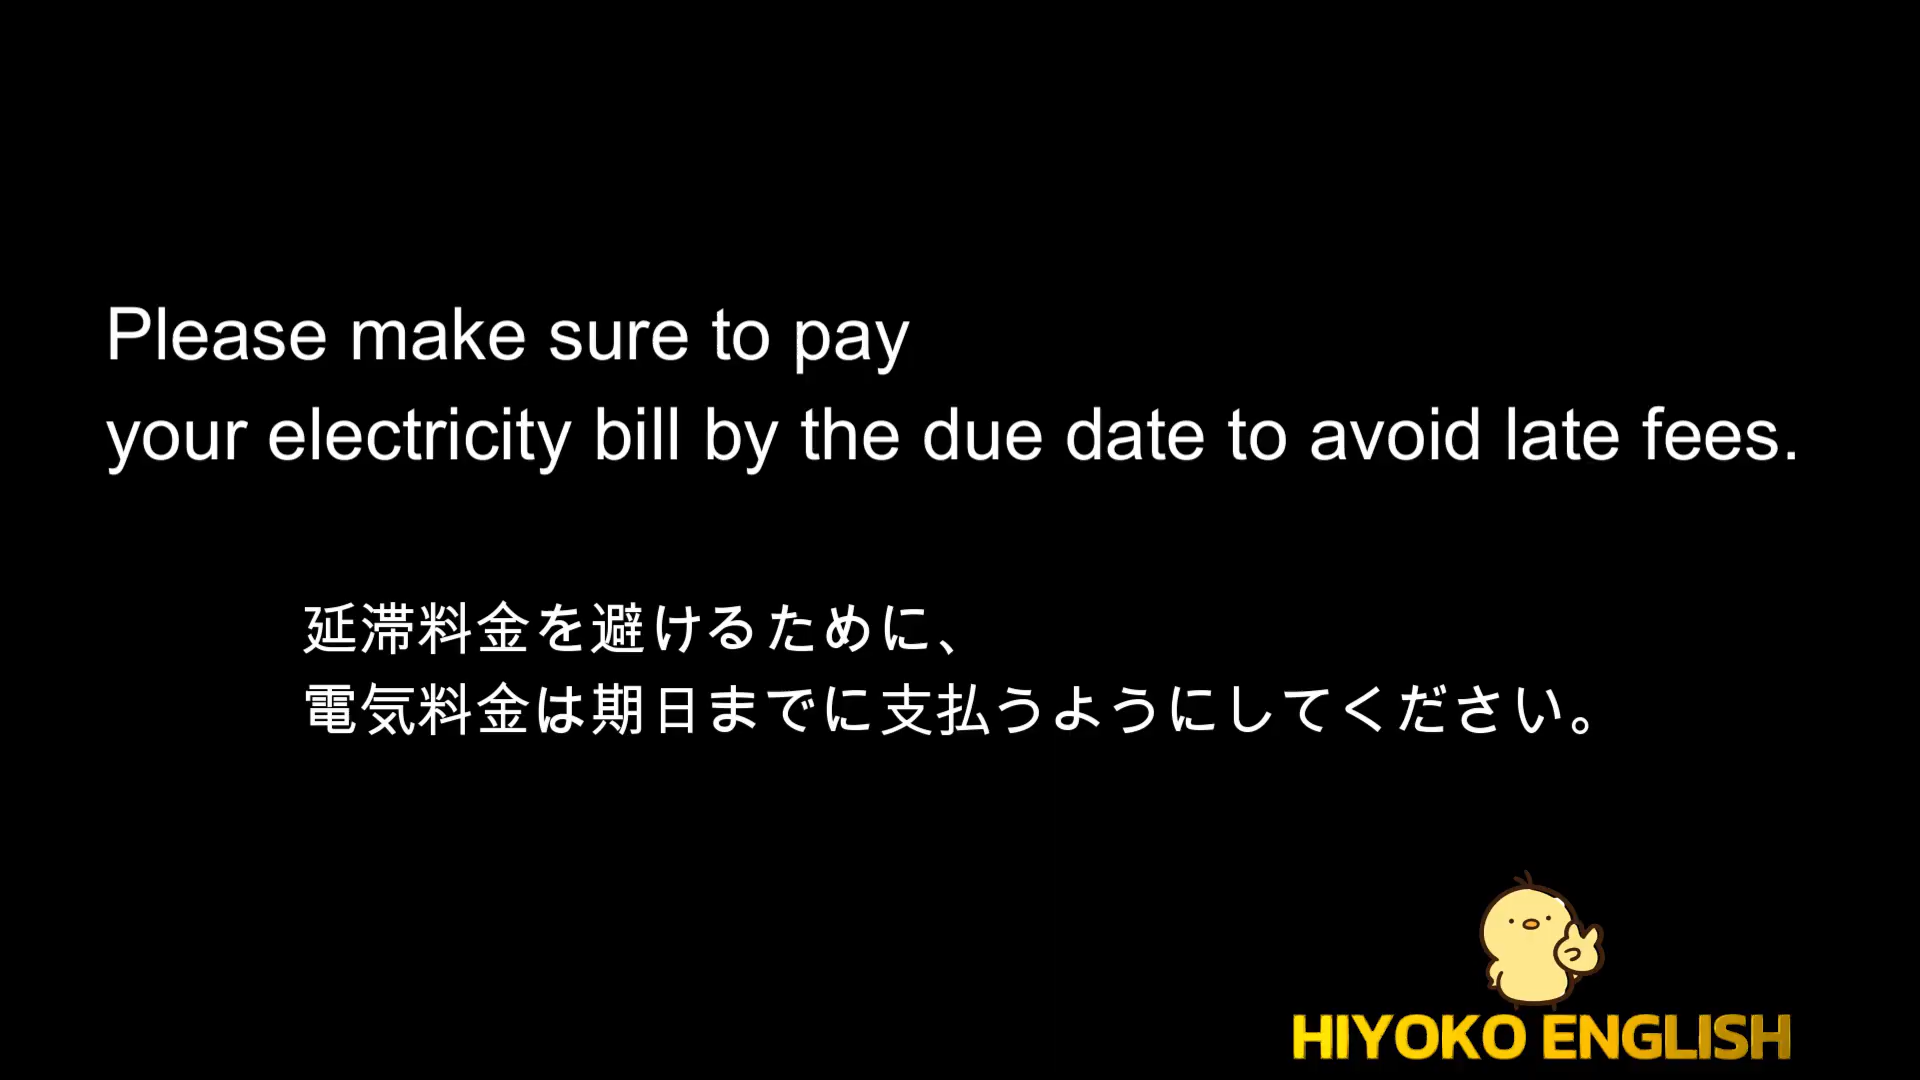 Please make sure to pay
your electricity bill by the due date to avoid late fees.
延滞料金を避けるために、
電気料金は期日までに支払うようにしてください。
HIYOKO ENGLISH